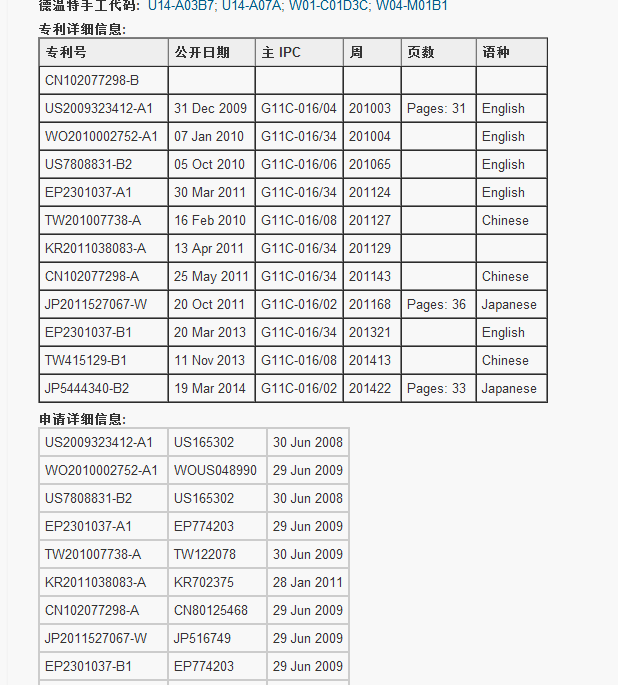 德温特手工代码: U14-A03B7; U14-A07A; W01-C01D3C; W04-M01B1
专利详细信息:
专利号 公开日期 主 IPC 周 页数 语种
CN102077298-B
US2009323412-A1 31 Dec 2009 G11C-016/04 201003 Pages: 31 English
WO2010002752-A1 07 Jan 2010 G11C-016/34 201004 English
US7808831-B2 05 Oct 2010 G11C-016/06 201065 English
EP2301037-A1 30 Mar 2011 G11C-016/34 201124 English
TW201007738-A 16 Feb 2010 G11C-016/08 201127 Chinese
KR2011038083-A 13 Apr 2011 G11C-016/34 201129
CN102077298-A 25 May 2011 G11C-016/34 201143 Chinese
JP2011527067-W 20 Oct 2011 G11C-016/02 201168 Pages: 36 Japanese
EP2301037-B1 20 Mar 2013 G11C-016/34 201321 English
TW415129-B1 11 Nov 2013 G11C-016/08 201413 Chinese
JP5444340-B2 19 Mar 2014 G11C-016/02 201422 Pages: 33 Japanese
申请详细信息:
US2009323412-A1 US165302 30 Jun 2008
WO2010002752-A1 WOUS048990 29 Jun 2009
US7808831-B2 US165302 30 Jun 2008
EP2301037-A1 EP774203 29 Jun 2009
TW201007738-A TW122078 30 Jun 2009
KR2011038083-A KR702375 28 Jan 2011
CN102077298-A CN80125468 29 Jun 2009
JP2011527067-W JP516749 29 Jun 2009
EP2301037-B1 EP774203 29 Jun 2009